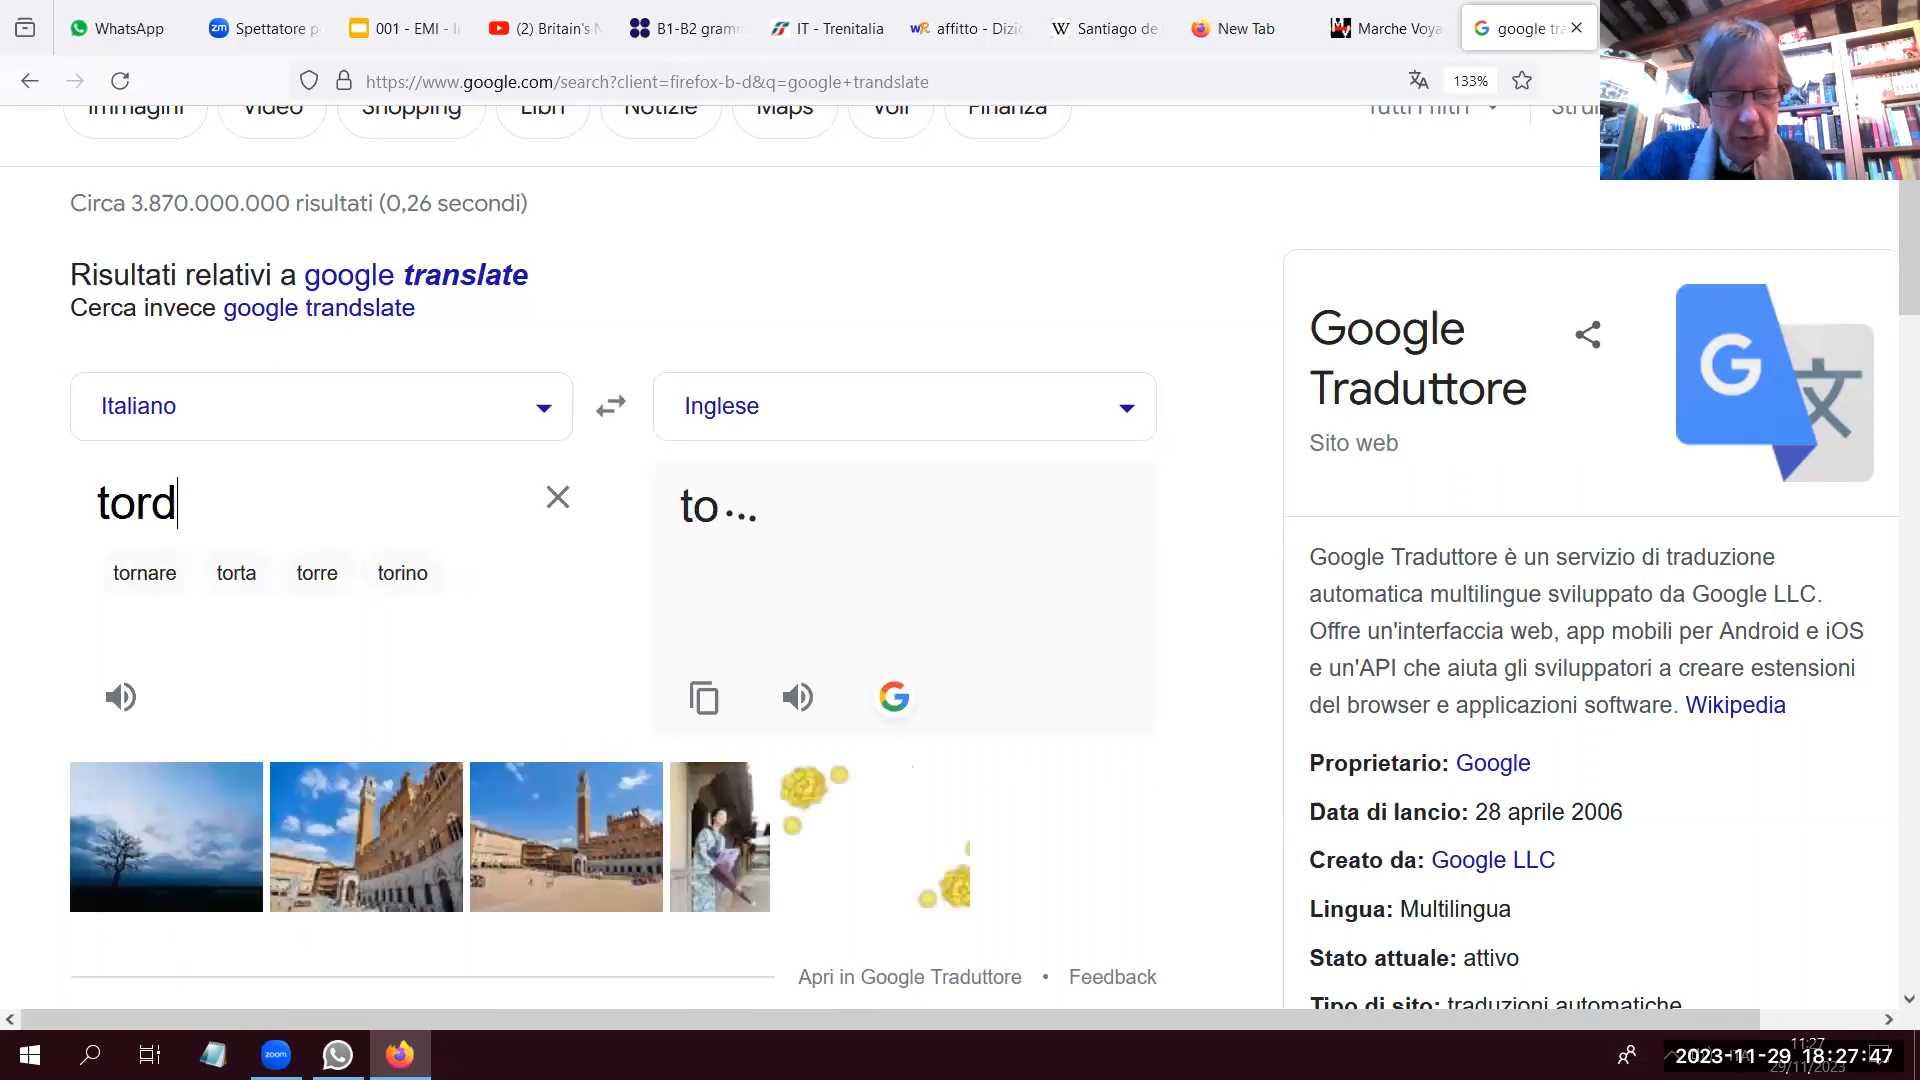 WhatsApp
Spettatore p
001 - EMI - I
(2) Britain's N
B1-B2 gramm
IT - Trenitalia
affitto - Dizio
Santiago de
New Tab
Marche Voya
google tra
https://www.google.com/search?client=firefox-b-d&q=google+trandslate
133%
Immagini
Video
Shopping
Libri
Notizie
Maps
Voli
Finanza
Tutti i filtri
Stru
Circa 3.870.000.000 risultati (0,26 secondi)
Risultati relativi a google translate
Cerca invece google trandslate
Italiano
Inglese
tord
to...
tornare
torta
torre
torino
Apri in Google Traduttore • Feedback
Google
Traduttore
Sito web
Google Traduttore è un servizio di traduzione
automatica multilingue sviluppato da Google LLC.
Offre un'interfaccia web, app mobili per Android e iOS
e un'API che aiuta gli sviluppatori a creare estensioni
del browser e applicazioni software. Wikipedia
Proprietario: Google
Data di lancio: 28 aprile 2006
Creato da: Google LLC
Lingua: Multilingua
Stato attuale: attivo
Tipo di sito: traduzioni automatiche
zoom
11:27
29/11/2023
2023-11-29 18:27:47